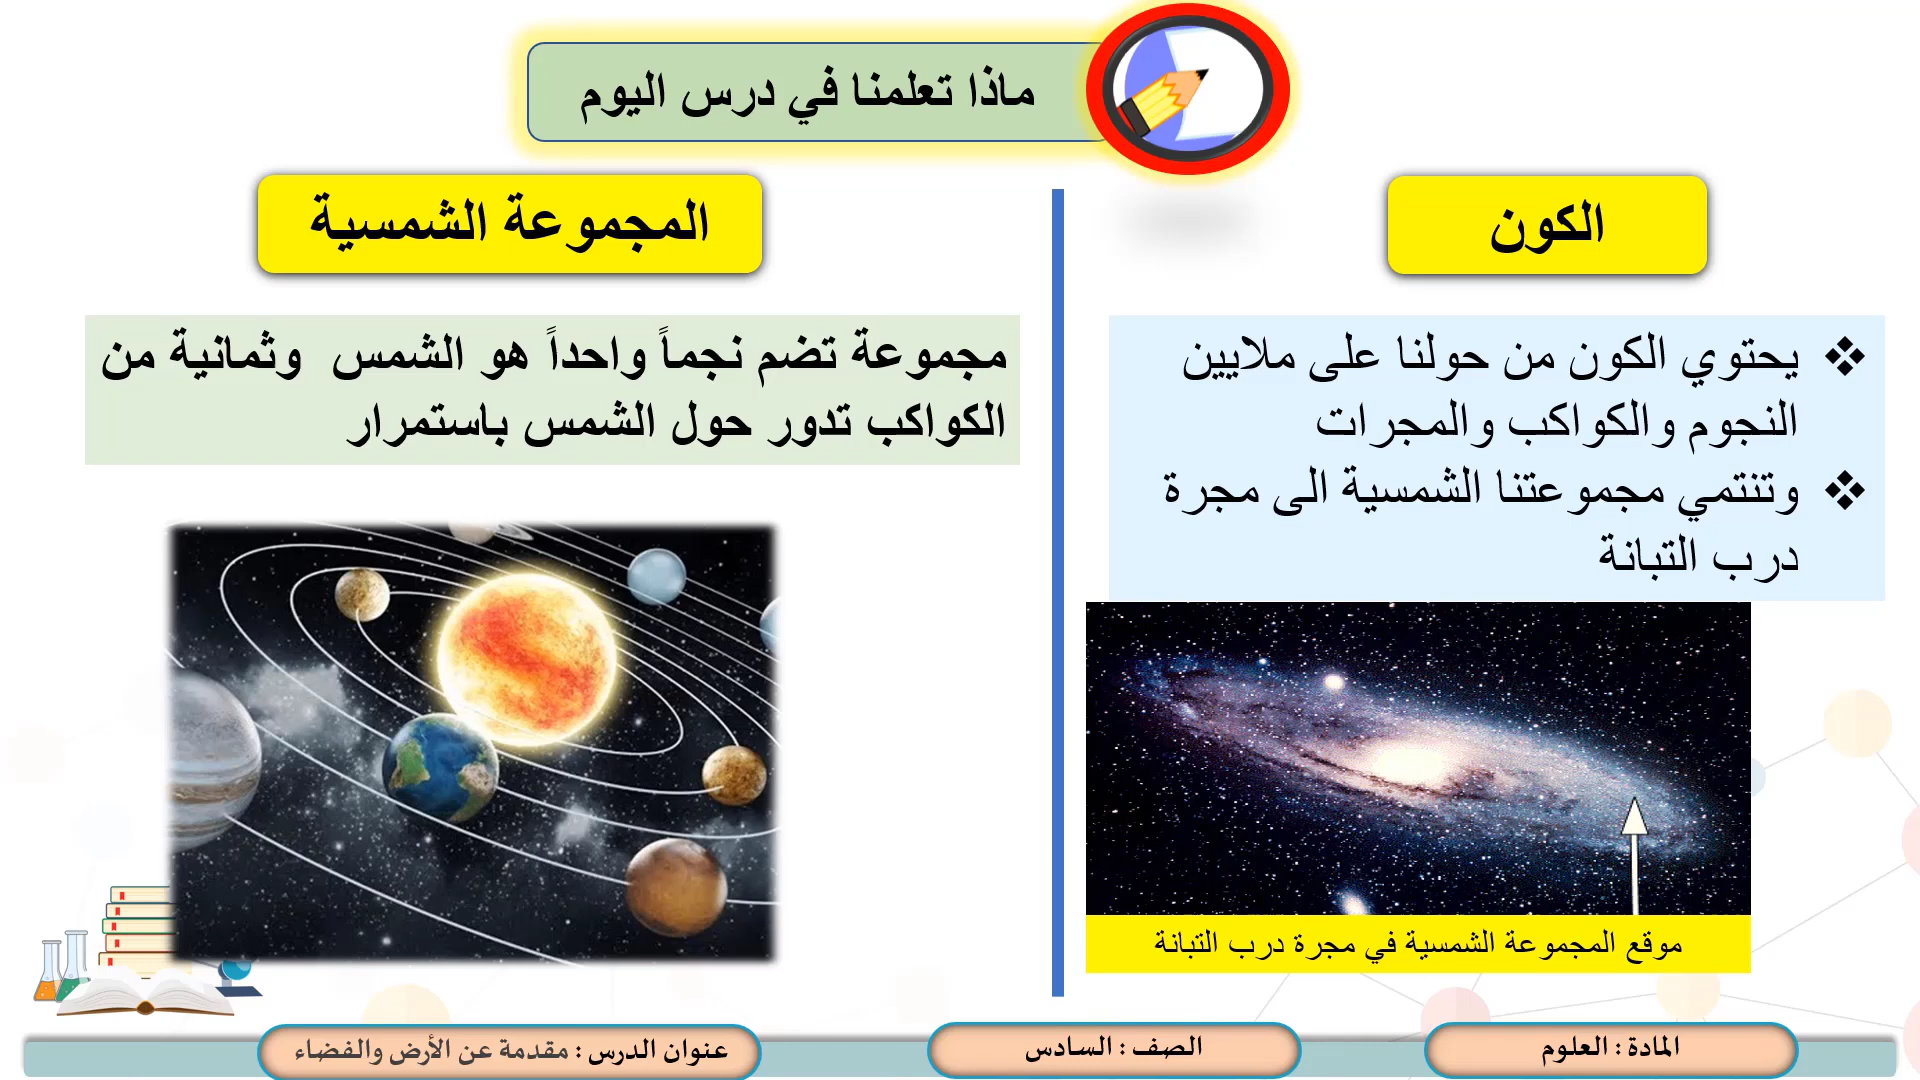 ماذا تعلمنا في درس اليوم
الكون
يحتوي الكون من حولنا على ملايين
النجوم والكواكب والمجرات
وتنتمي مجموعتنا الشمسية الى مجرة
درب التبانة
موقع المجموعة الشمسية في مجرة درب التبانة
المجموعة الشمسية
مجموعة تضم نجماً واحداً هو الشمس وثمانية من
الكواكب تدور حول الشمس باستمرار
المادة : العلوم
الصف : السادس
عنوان الدرس : مقدمة عن الأرض والفضاء